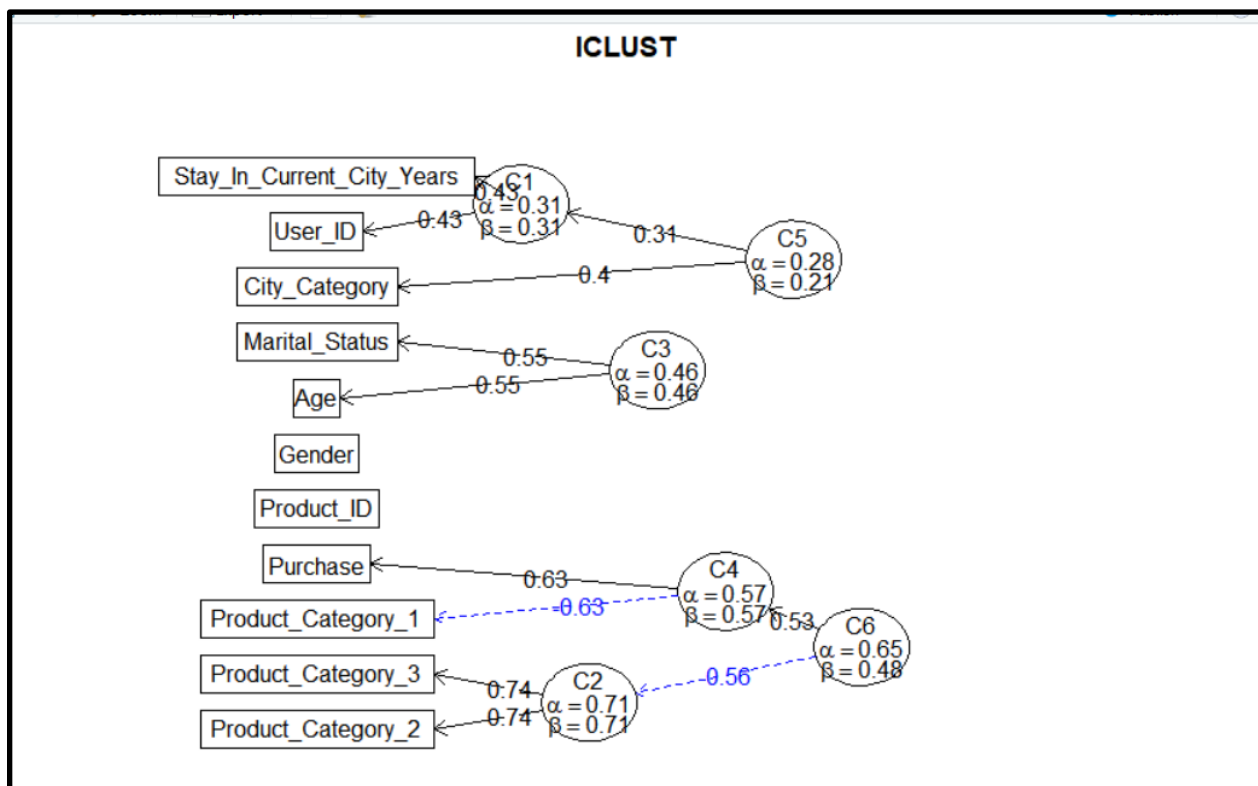 ICLUST
Stay_In_Current_City_Years
0.43
C1
α = 0.31
β = 0.31
User_ID
0.43
0.31
C5
α = 0.28
β = 0.21
City_Category
0.4
Marital_Status
0.55
C3
α = 0.46
β = 0.46
Age
0.55
Gender
Product_ID
Purchase
0.63
C4
α = 0.57
β = 0.57
Product_Category_1
-0.63
0.53
C6
α = 0.65
β = 0.48
-0.56
Product_Category_3
0.74
C2
α = 0.71
β = 0.71
Product_Category_2
0.74